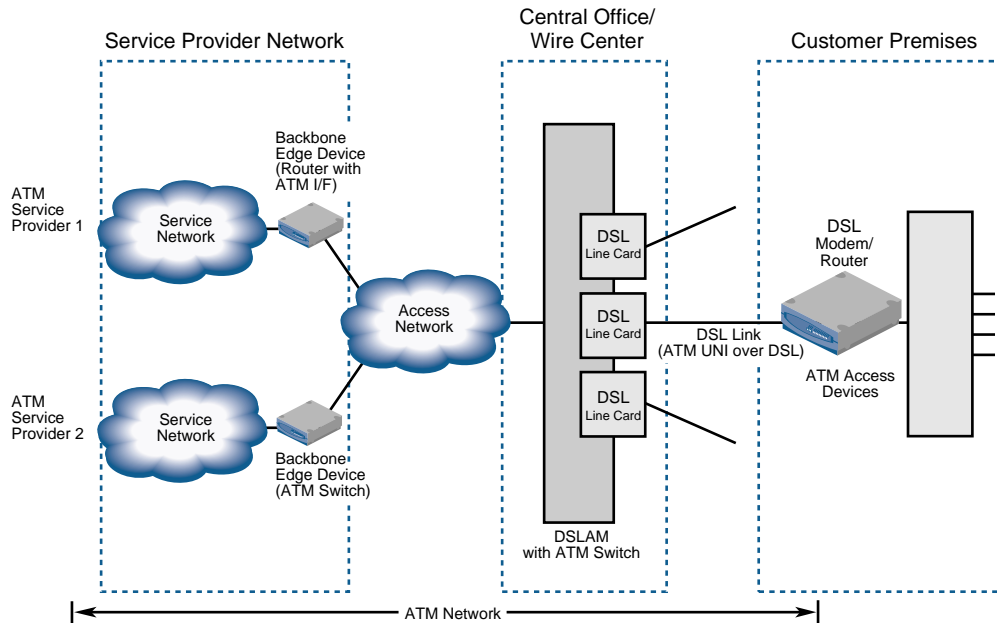 Service Provider Network
Central Office/
Wire Center
Customer Premises
Backbone
Edge Device
(Router with
ATM I/F)
ATM
Service
Provider 1
Service
Network
DSL
Line Card
DSL
Modem/
Router
Access
Network
DSL
Line Card
DSL Link
(ATM UNI over DSL)
ATM Access
Devices
ATM
Service
Provider 2
Service
Network
DSL
Line Card
Backbone
Edge Device
(ATM Switch)
DSLAM
with ATM Switch
ATM Network